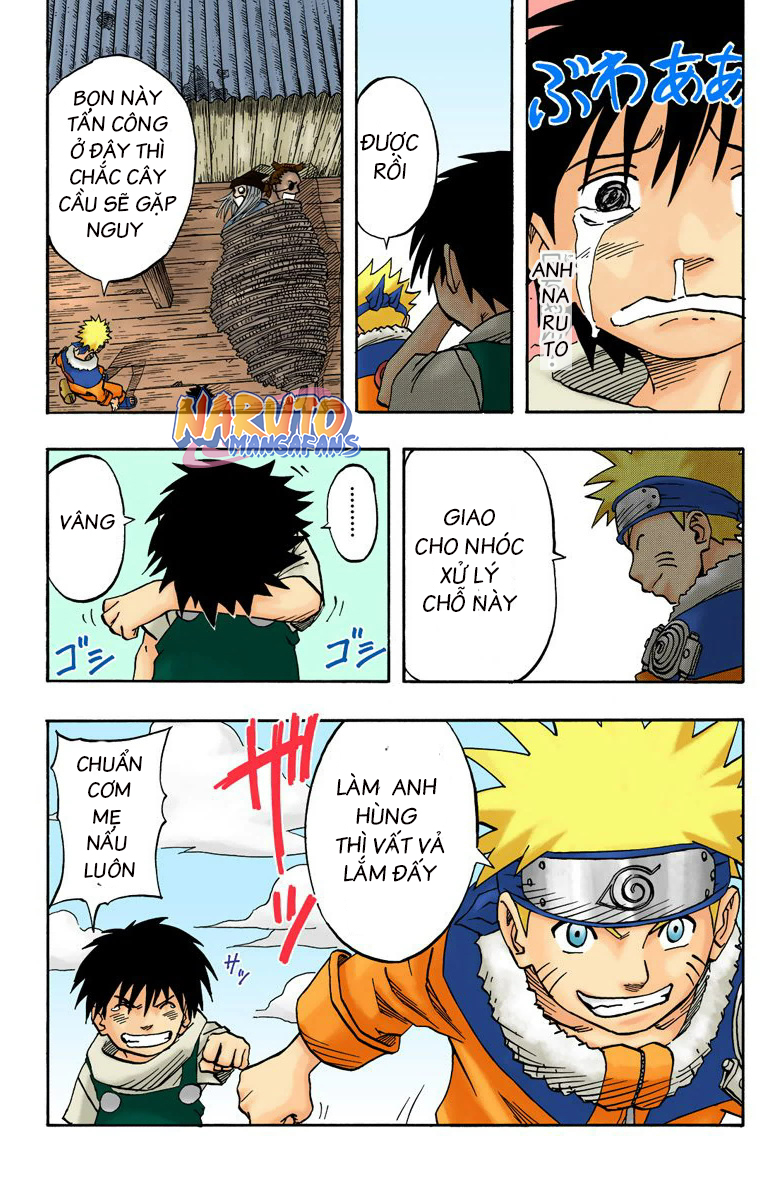 BỌN NÀY
TẤN CÔNG
Ở ĐÂY THÌ
CHẮC CÂY
CẦU SẼ GẶP
NGUY
ĐƯỢC
RỒI
ぶわああ
ANH
NA
RU
TO
NARUTO
MANGAFANS
VÂNG
………
ゴシ
ゴシ
GIAO
CHO NHÓC
XỬ LÝ
CHỖ NÀY
CHUẨN
CƠM
MẸ
NẤU
LUÔN
LÀM ANH
HÙNG
THÌ VẤT VẢ
LẮM ĐẤY
ザッ